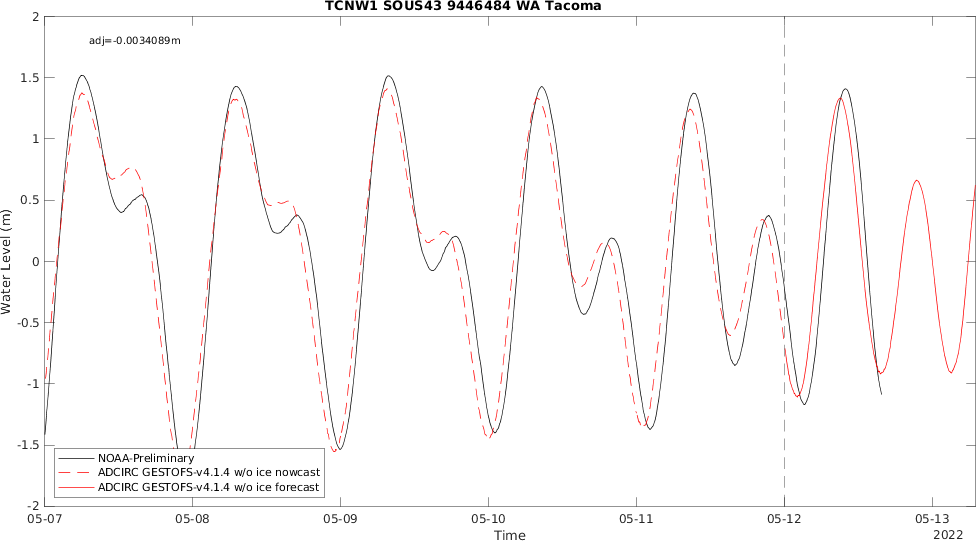 TCNW1 SOUS43 9446484 WA Tacoma
adj=-0.0034089m
2
1.5
1
0.5
0
-0.5
-1
-1.5
-2
Water Level (m)
NOAA-Preliminary
ADCIRC GESTOFS-v4.1.4 w/o ice nowcast
ADCIRC GESTOFS-v4.1.4 w/o ice forecast
05-07 05-08 05-09 05-10 05-11 05-12 05-13
Time
2022